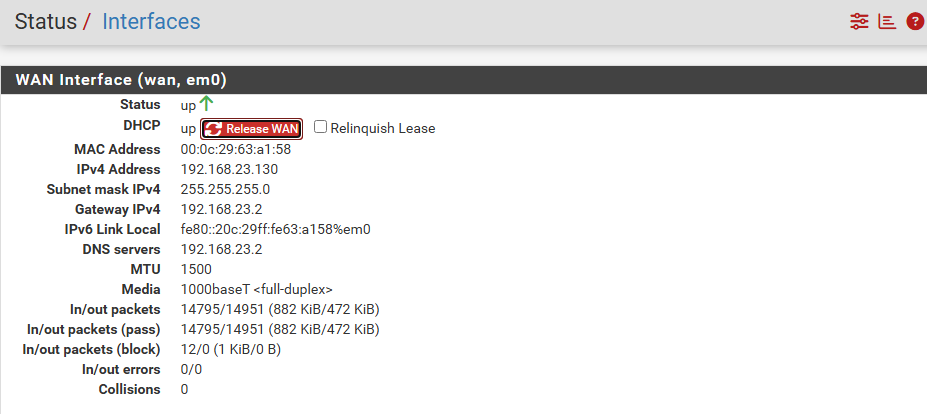 Status / Interfaces
WAN Interface (wan, em0)
Status up
DHCP up Release WAN Relinquish Lease
MAC Address 00:0c:29:63:a1:58
IPv4 Address 192.168.23.130
Subnet mask IPv4 255.255.255.0
Gateway IPv4 192.168.23.2
IPv6 Link Local fe80::20c:29ff:fe63:a158%em0
DNS servers 192.168.23.2
MTU 1500
Media 1000baseT <full-duplex>
In/out packets 14795/14951 (882 KiB/472 KiB)
In/out packets (pass) 14795/14951 (882 KiB/472 KiB)
In/out packets (block) 12/0 (1 KiB/0 B)
In/out errors 0/0
Collisions 0